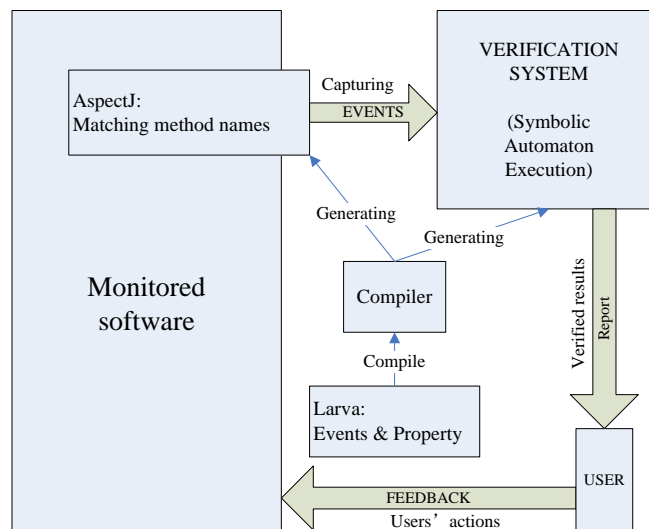 VERIFICATION
SYSTEM
(Symbolic
Automaton
Execution)
AspectJ:
Matching method names
Capturing
EVENTS
Generating
Generating
Monitored
software
Compiler
Compile
Larva:
Events & Property
Verified results
Report
USER
FEEDBACK
Users’ actions